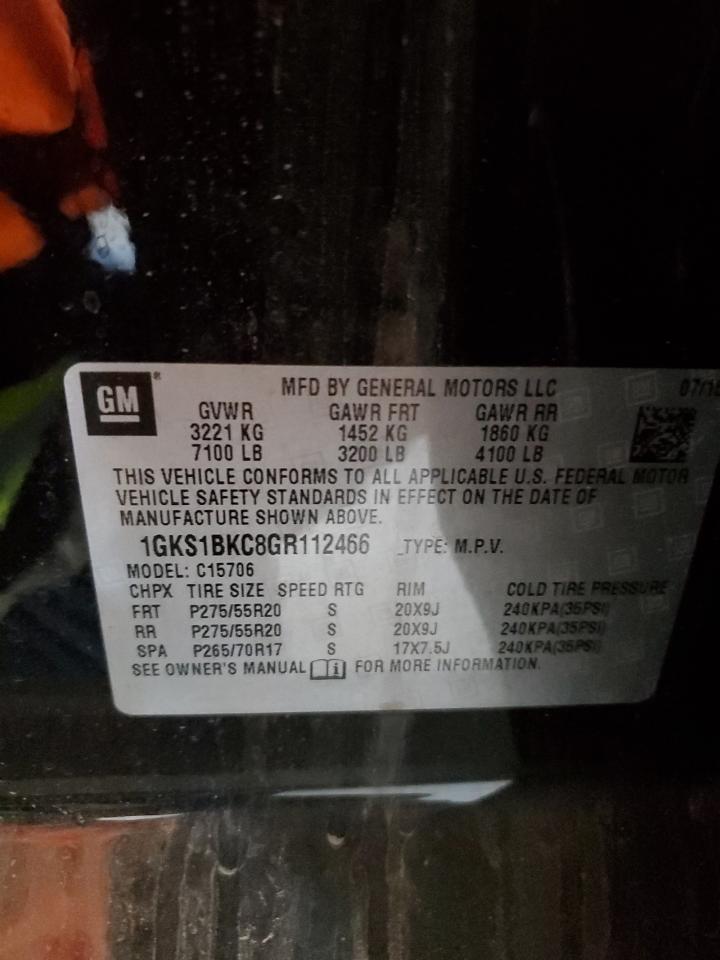 GM
MFD BY GENERAL MOTORS LLC
GVWR GAWR FRT GAWR RR
3221 KG 1452 KG 1860 KG
7100 LB 3200 LB 4100 LB
THIS VEHICLE CONFORMS TO ALL APPLICABLE U.S. FEDERAL MOTOR
VEHICLE SAFETY STANDARDS IN EFFECT ON THE DATE OF
MANUFACTURE SHOWN ABOVE.
1GKS1BKC8GR112466 TYPE: M.P.V.
MODEL: C15706
CHPX TIRE SIZE SPEED RTG RIM COLD TIRE PRESSURE
FRT P275/55R20 S 20X9J 240KPA(35PSI)
RR P275/55R20 S 20X9J 240KPA(35PSI)
SPA P265/70R17 S 17X7.5J 240KPA(35PSI)
SEE OWNER'S MANUAL FOR MORE INFORMATION.